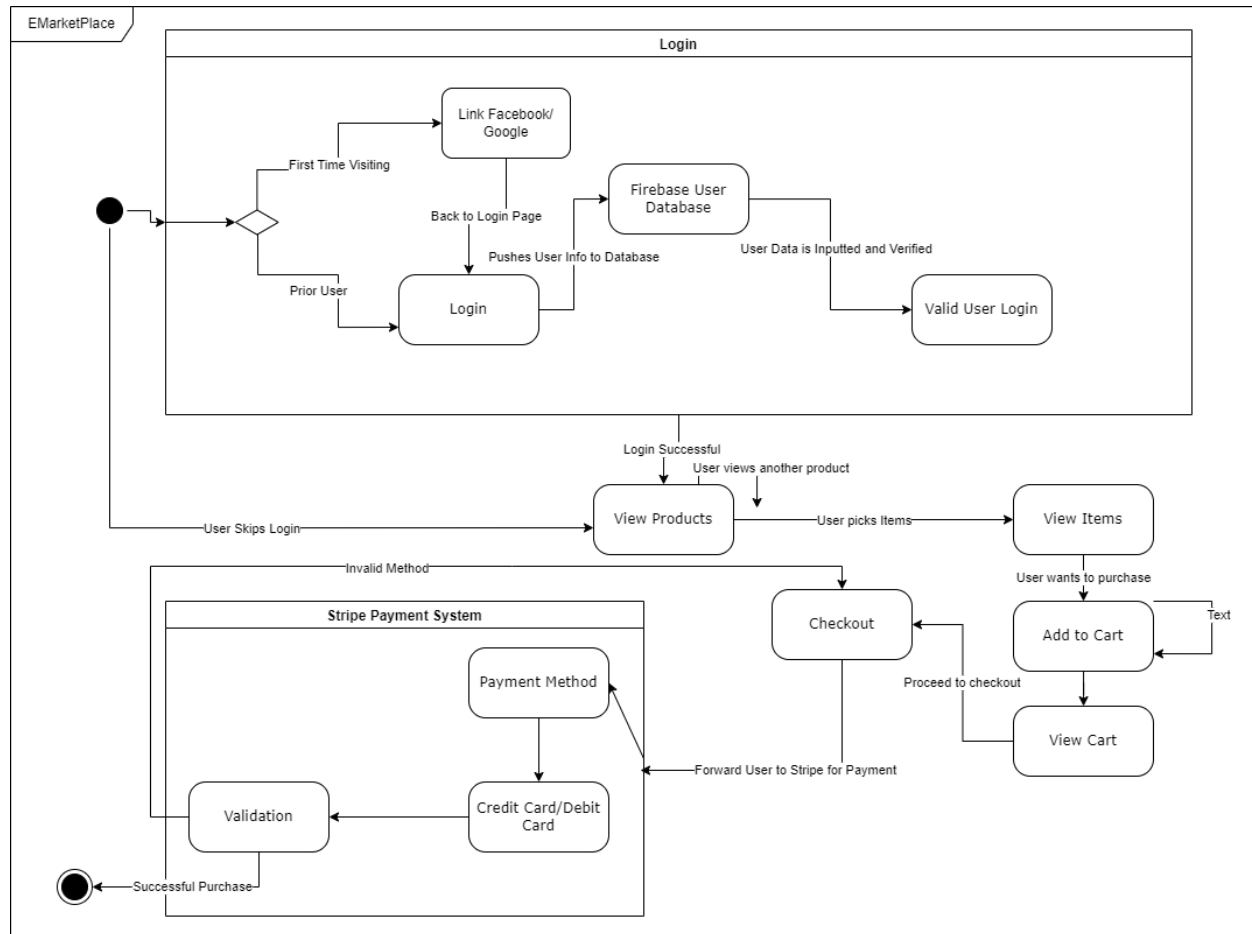 EMarketPlace
Login
Link Facebook/
Google
First Time Visiting
Firebase User
Database
Back to Login Page
User Data is Inputted and Verified
Pushes User Info to Database
Prior User
Login
Valid User Login
Login Successful
User views another product
View Products
User picks Items
View Items
User Skips Login
Invalid Method
User wants to purchase
Stripe Payment System
Checkout
Add to Cart
Text
Payment Method
Proceed to checkout
View Cart
Forward User to Stripe for Payment
Validation
Credit Card/Debit
Card
Successful Purchase